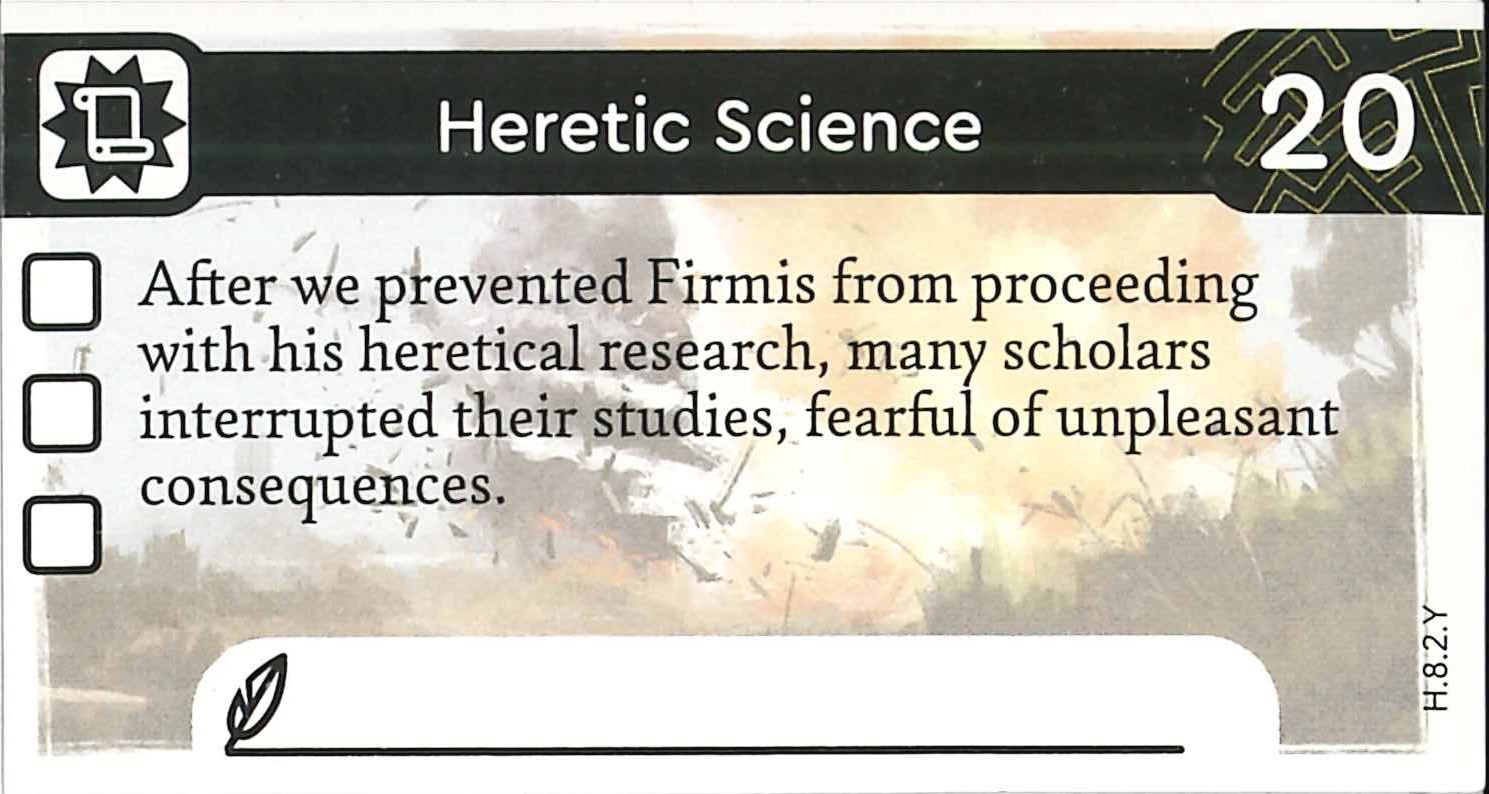 Heretic Science
20
After we prevented Firmis from proceeding
with his heretical research, many scholars
interrupted their studies, fearful of unpleasant
consequences.
H.8.2.Y